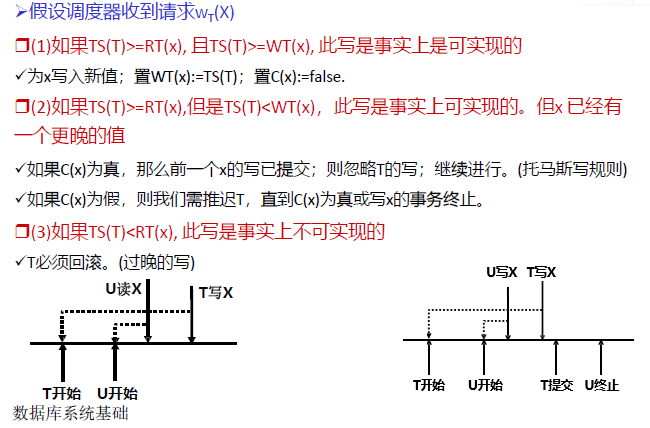 ➢假设调度器收到请求wT(X)
❒(1)如果TS(T)>=RT(x), 且TS(T)>=WT(x), 此写是事实上是可实现的
✓为x写入新值；置WT(x):=TS(T)；置C(x):=false.
❒(2)如果TS(T)>=RT(x),但是TS(T)<WT(x)，此写是事实上可实现的。但x 已经有
一个更晚的值
✓如果C(x)为真，那么前一个x的写已提交；则忽略T的写；继续进行。(托马斯写规则)
✓如果C(x)为假，则我们需推迟T，直到C(x)为真或写x的事务终止。
❒(3)如果TS(T)<RT(x), 此写是事实上不可实现的
✓T必须回滚。(过晚的写)
U读X T写X
T开始 U开始
U写X T写X
T开始 U开始 T提交 U终止
数据库系统基础